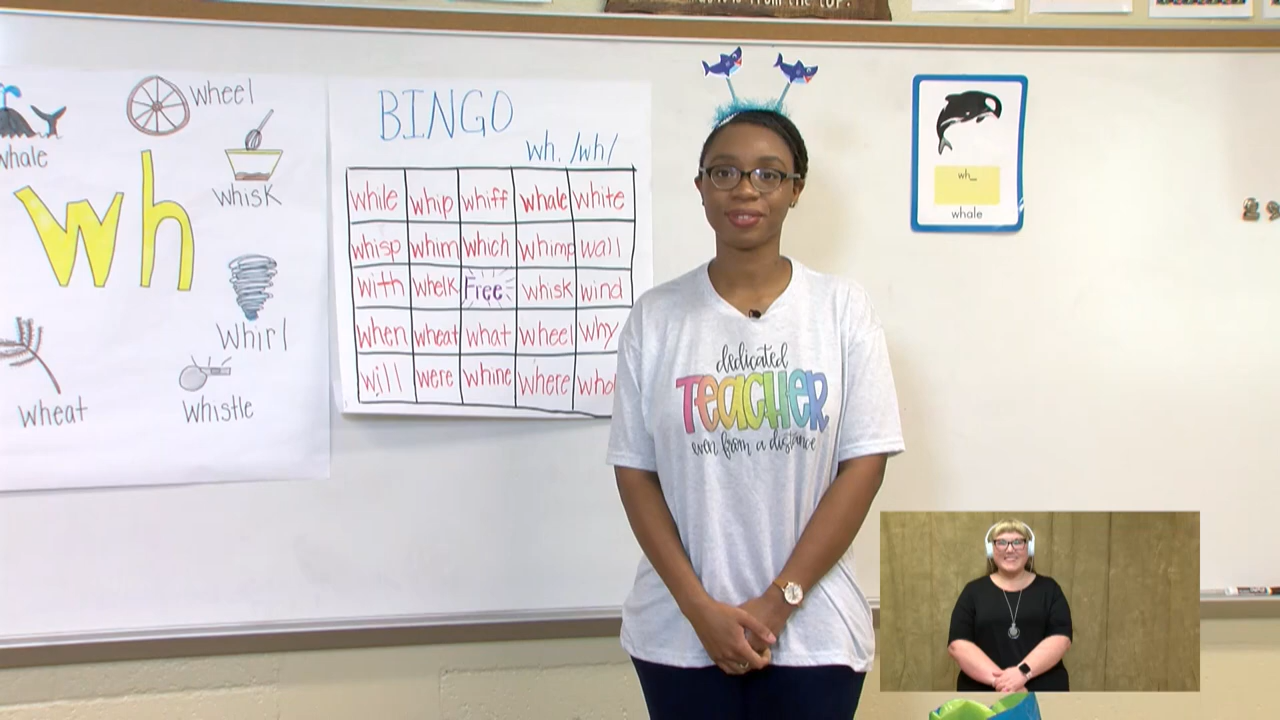 wheel
whale
whisk
wh
whirl
wheat
whistle
BINGO
wh. /wh/
while whip whiff whale white
whisp whim which whimp wall
with whelk Free whisk wind
when wheat what wheel why
will were whine where
dedicated
TEACHER
even from a distance
wh_
whale